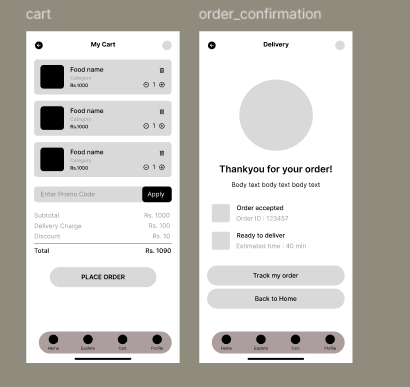 cart
My Cart
Food name
Category
Rs.1000
1
Food name
Category
Rs.1000
1
Food name
Category
Rs.1000
1
Enter Promo Code
Apply
Subtotal Rs. 1000
Delivery Charge Rs. 100
Discount Rs. 10
Total Rs. 1090
PLACE ORDER
Home Explore Cart Profile
order_confirmation
Delivery
Thankyou for your order!
Body text body text body text
Order accepted
Order ID : 123457
Ready to deliver
Estimated time : 40 min
Track my order
Back to Home
Home Explore Cart Profile